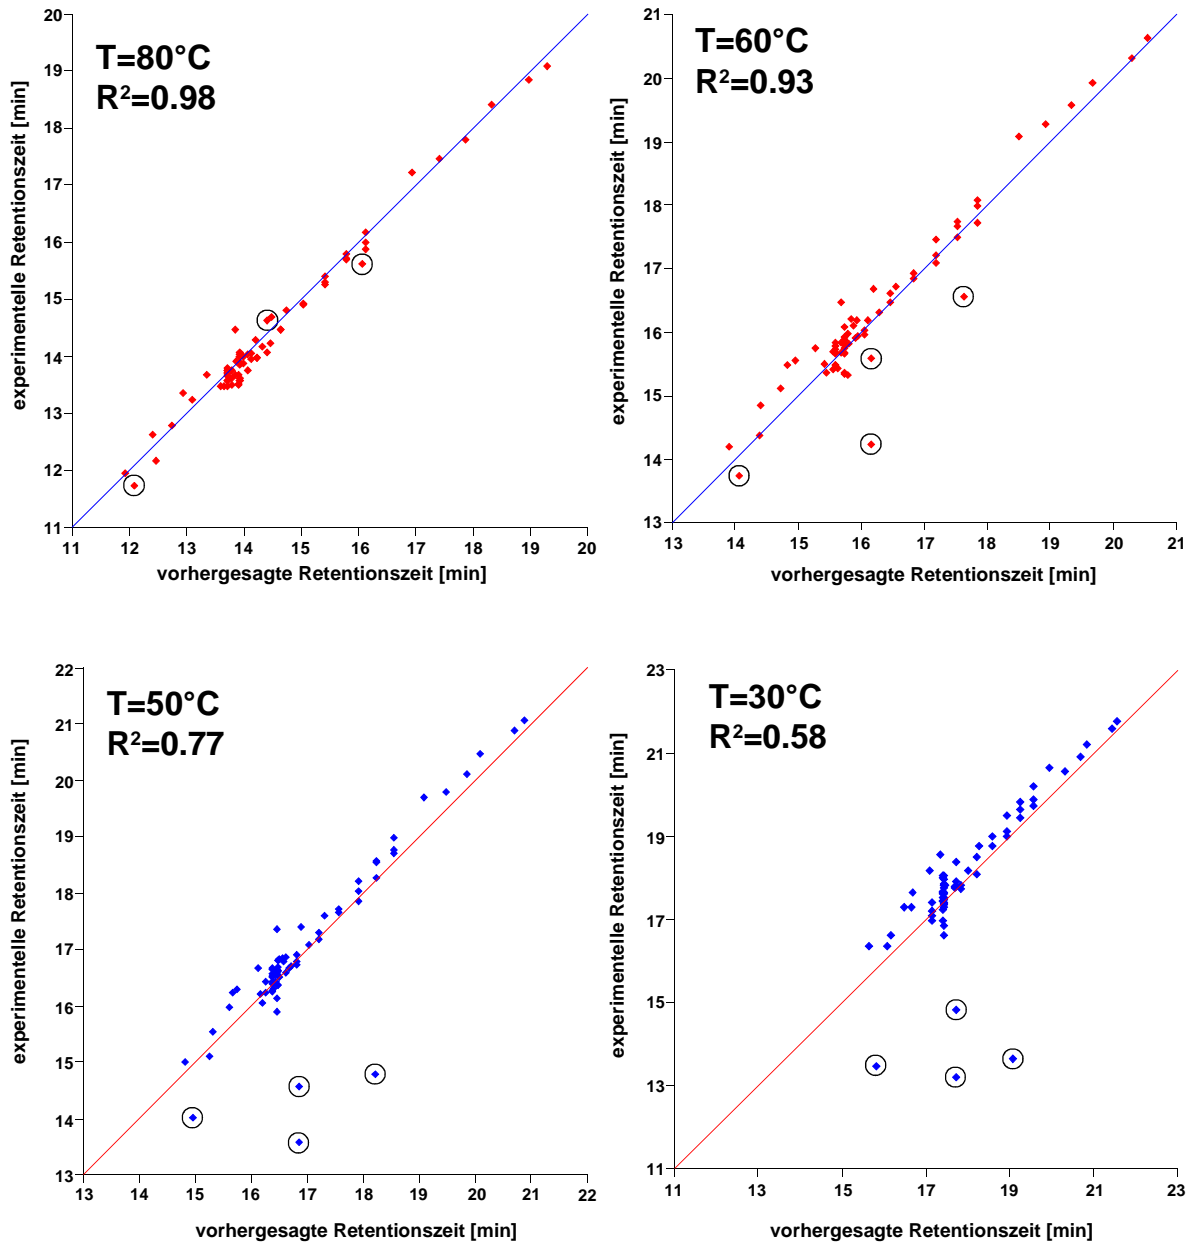 T=80°C
R²=0.98
experimentelle Retentionszeit [min]
20
19
18
17
16
15
14
13
12
11
11 12 13 14 15 16 17 18 19 20
vorhergesagte Retentionszeit [min]
T=60°C
R²=0.93
experimentelle Retentionszeit [min]
21
20
19
18
17
16
15
14
13
13 14 15 16 17 18 19 20 21
vorhergesagte Retentionszeit [min]
T=50°C
R²=0.77
experimentelle Retentionszeit [min]
22
21
20
19
18
17
16
15
14
13
13 14 15 16 17 18 19 20 21 22
vorhergesagte Retentionszeit [min]
T=30°C
R²=0.58
experimentelle Retentionszeit [min]
23
21
19
17
15
13
11
11 13 15 17 19 21 23
vorhergesagte Retentionszeit [min]